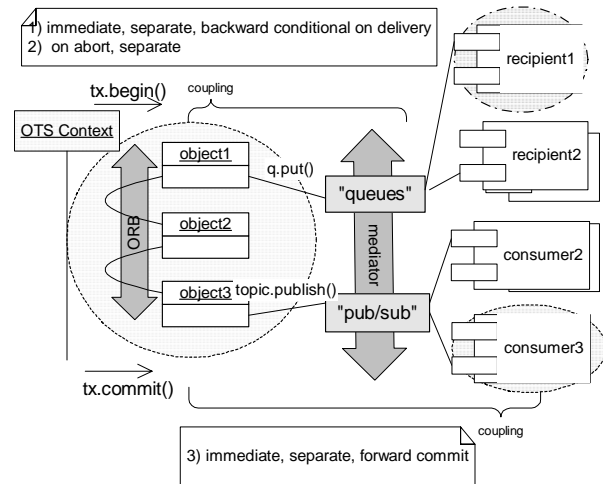 1) immediate, separate, backward conditional on delivery
2) on abort, separate
tx.begin()
coupling
OTS Context
recipient1
object1
q.put()
recipient2
"queues"
ORB
object2
mediator
consumer2
object3
topic.publish()
"pub/sub"
consumer3
tx.commit()
coupling
3) immediate, separate, forward commit